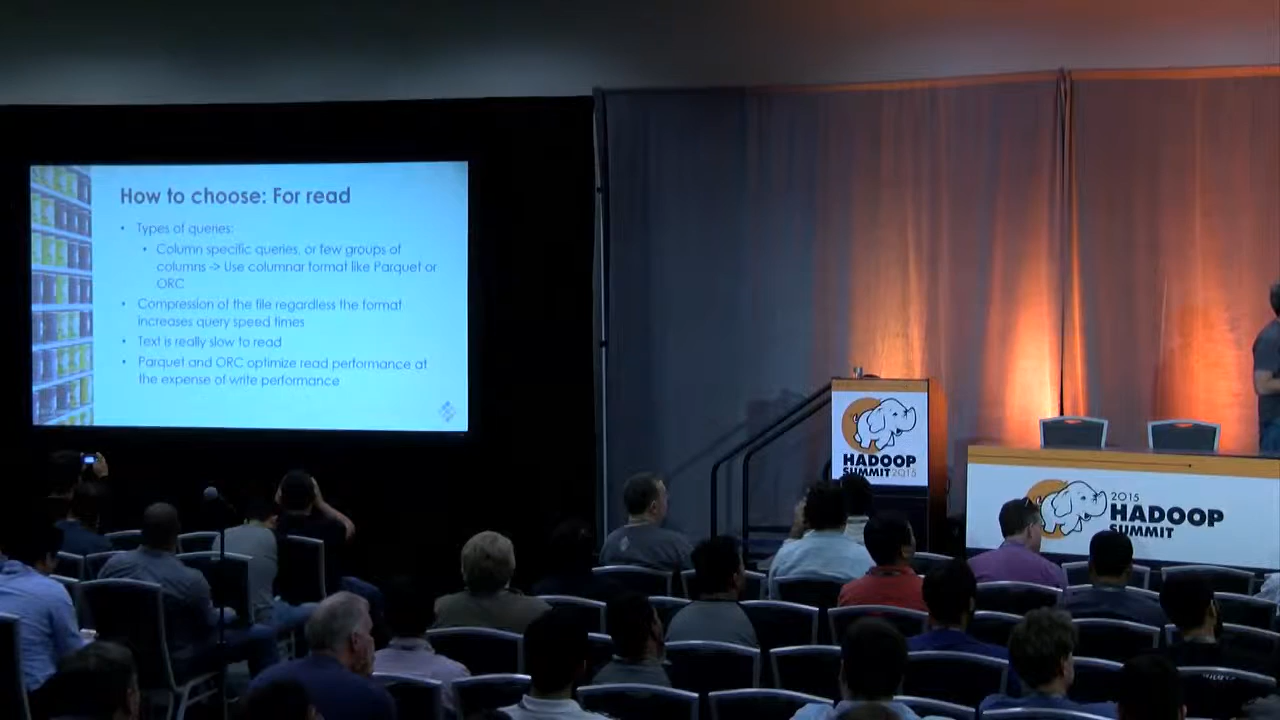 How to choose: For read
• Types of queries:
• Column specific queries, or few groups of
columns -> Use columnar format like Parquet or
ORC
• Compression of the file regardless the format
increases query speed times
• Text is really slow to read
• Parquet and ORC optimize read performance at
the expense of write performance
HADOOP
SUMMIT2015
2015
HADOOP
SUMMIT